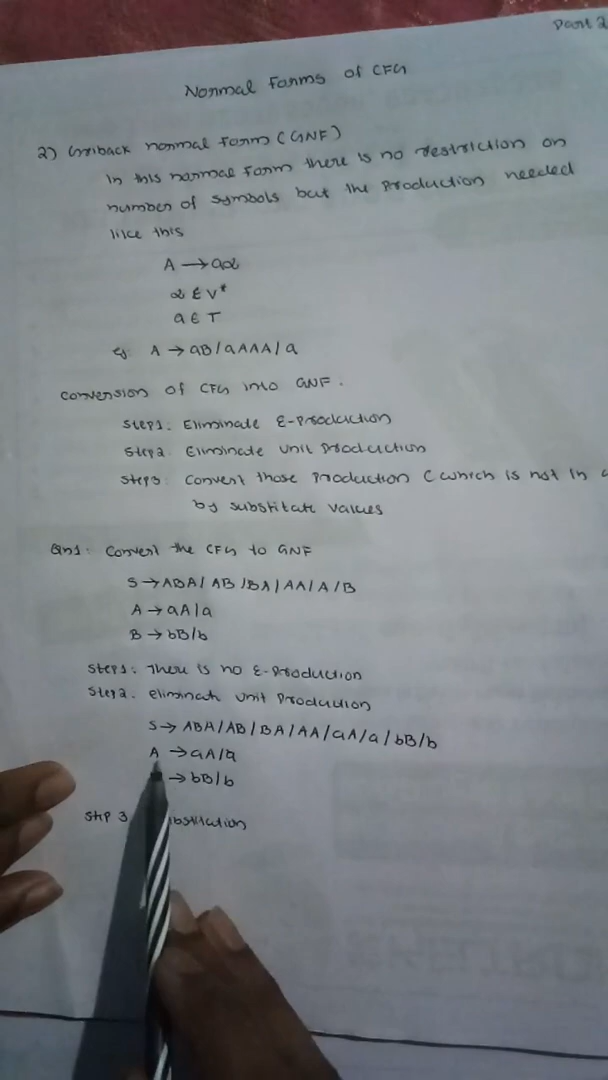 Part 2
Normal Forms of CFG
2) Griback normal form (GNF)
In this normal form there is no restriction on
number of symbols but the production needed
like this
A → aα
α ∈ V*
a ∈ T
eg A → aB/aAAA/a
Conversion of CFG into GNF.
Step1: Eliminate ε-Production
Step2. Eliminate Unit Production
Step3 Convert those Production (which is not in
by substitute values
Qn1: Convert the CFG to GNF
S → ABA/AB/BA/AA/A/B
A → aA/a
B → bB/b
Step1: There is no ε-Production
Step2. eliminate Unit Production
S → ABA/AB/BA/AA/aA/a/bB/b
A → aA/a
→ bB/b
Step 3